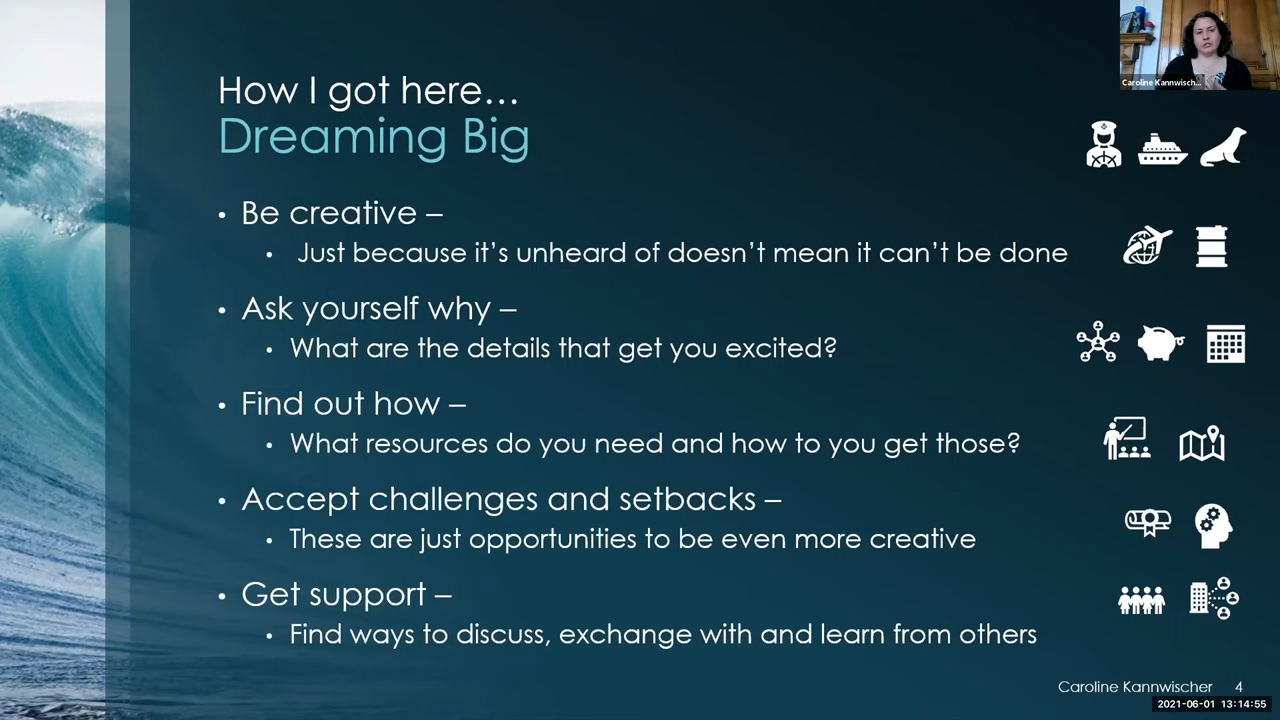 Caroline Kannwisch...
How I got here...
Dreaming Big
• Be creative –
• Just because it's unheard of doesn't mean it can't be done
• Ask yourself why –
• What are the details that get you excited?
• Find out how –
• What resources do you need and how to you get those?
• Accept challenges and setbacks –
• These are just opportunities to be even more creative
• Get support –
• Find ways to discuss, exchange with and learn from others
Caroline Kannwischer 4
2021-06-01 13:14:55